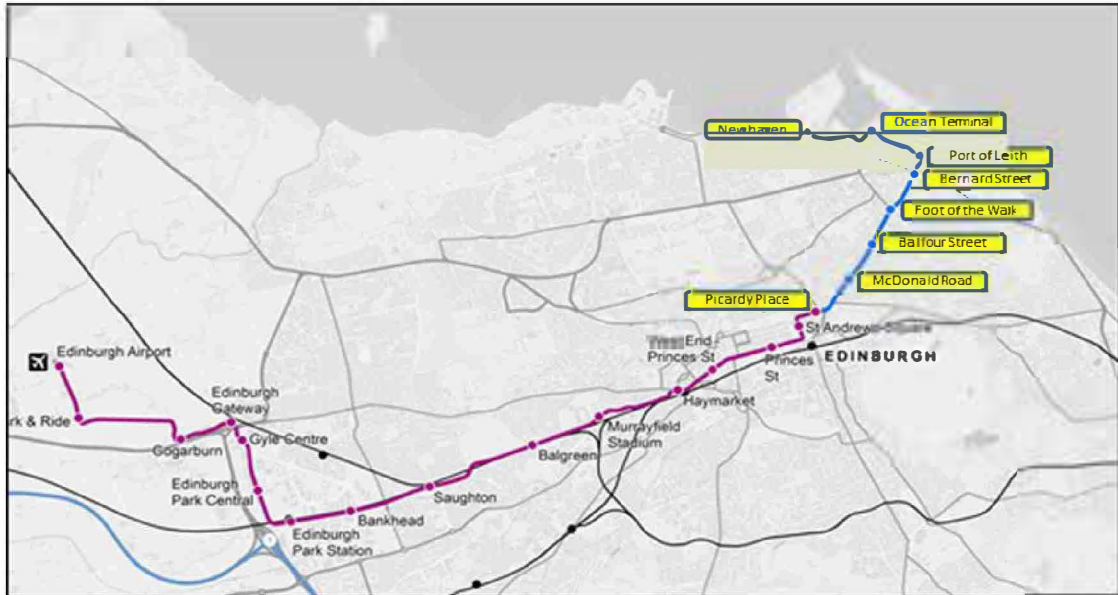 Newhaven
Ocean Terminal
Port of Leith
Bernard Street
Foot of the Walk
Balfour Street
McDonald Road
Picardy Place
St Andrew Square
End -
Princes St
Princes
St
EDINBURGH
Haymarket
Murrayfield
Stadium
Balgreen
Saughton
Bankhead
Edinburgh
Park Station
Edinburgh
Park Central
Gyle Centre
Edinburgh
Gateway
Gogarburn
rk & Ride
Edinburgh Airport